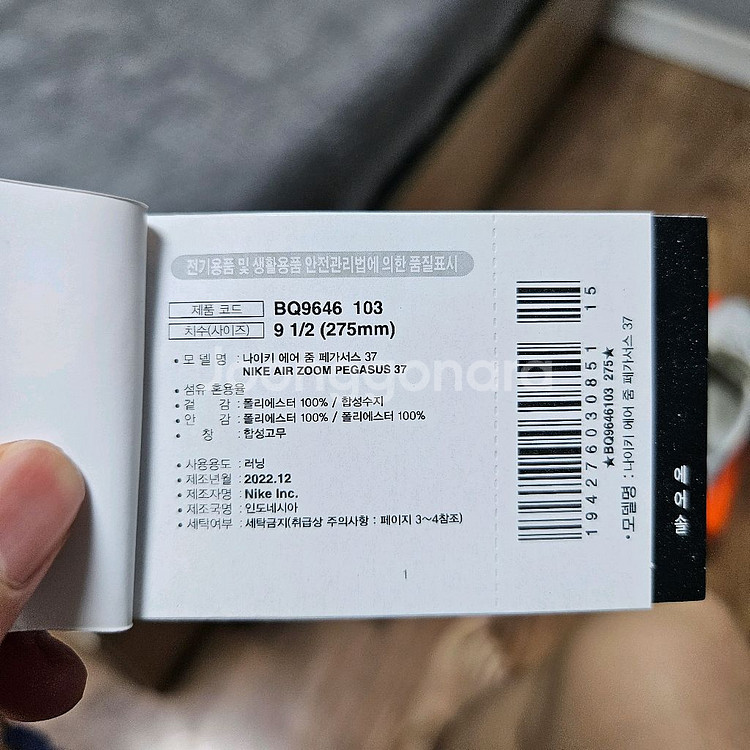 전기용품 및 생활용품 안전관리법에 의한 품질표시
제품 코드 BQ9646 103
치수(사이즈) 9 1/2 (275mm)
• 모 델 명 : 나이키 에어 줌 페가서스 37
NIKE AIR ZOOM PEGASUS 37
• 섬유 혼용율
• 겉 감 : 폴리에스터 100% / 합성수지
• 안 감 : 폴리에스터 100% / 폴리에스터 100%
• 창 : 합성고무
• 사용용도 : 러닝
• 제조년월 : 2022.12
• 제조자명 : Nike Inc.
• 제조국명 : 인도네시아
• 세탁여부 : 세탁금지(취급상 주의사항 : 페이지 3~4참조)
1
15
194276030851
★BQ9646103 275★
•모델명 : 나이키 에어 줌 페가서스 37
에어솔
joonggonara